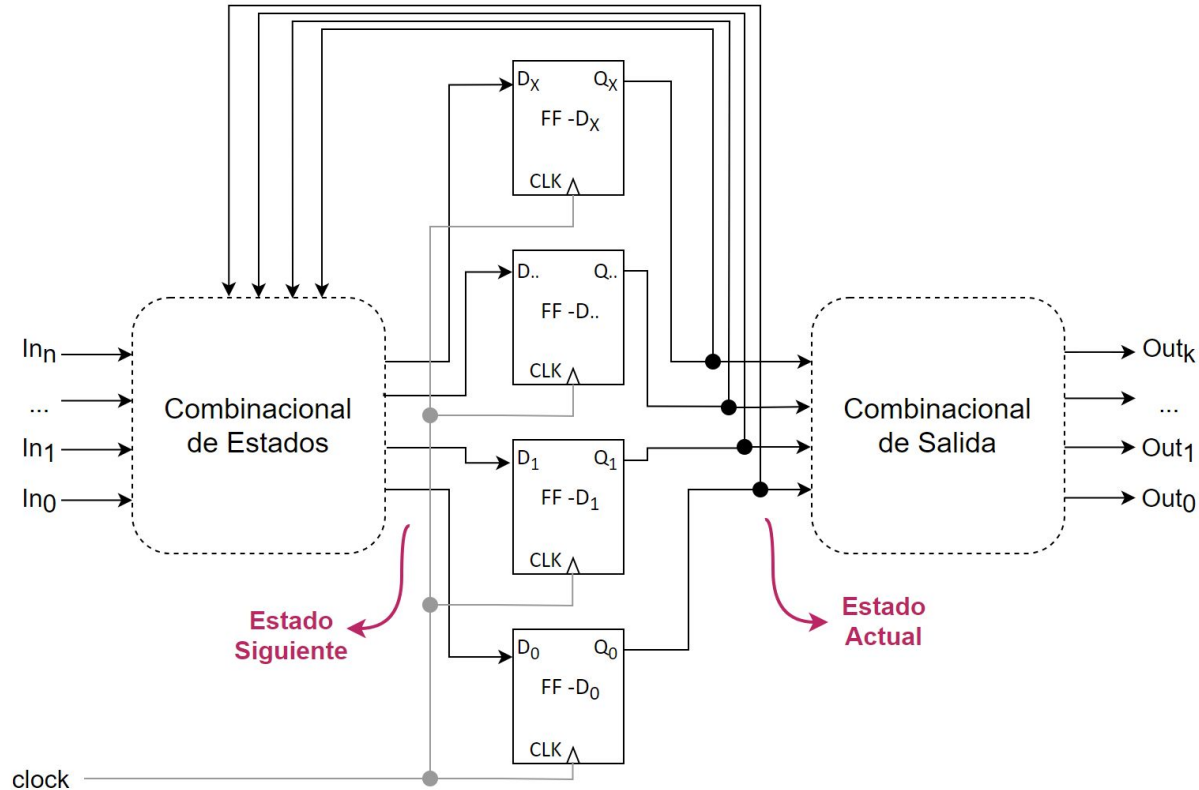 Dₓ Qₓ
FF -Dₓ
CLK
D.. Q..
FF -D..
CLK
D₁ Q₁
FF -D₁
CLK
D₀ Q₀
FF -D₀
CLK
Inₙ
...
In₁
In₀
Combinacional
de Estados
Combinacional
de Salida
Outₖ
...
Out₁
Out₀
Estado
Siguiente
Estado
Actual
clock